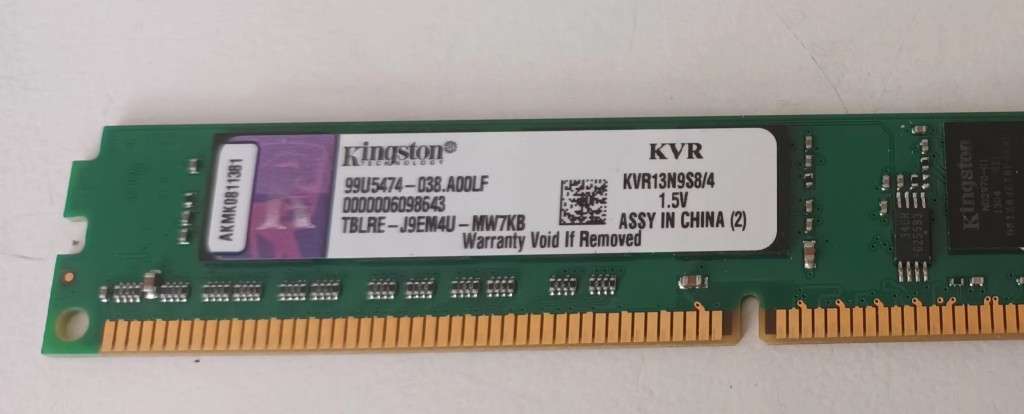 AKMK0811381
Kingston®
TECHNOLOGY
99U5474-038.A00LF
0000006098643
TBLRE-J9EM4U-MW7KB
Warranty Void If Removed
KVR
KVR13N9S8/4
1.5V
ASSY IN CHINA (2)
Kingston